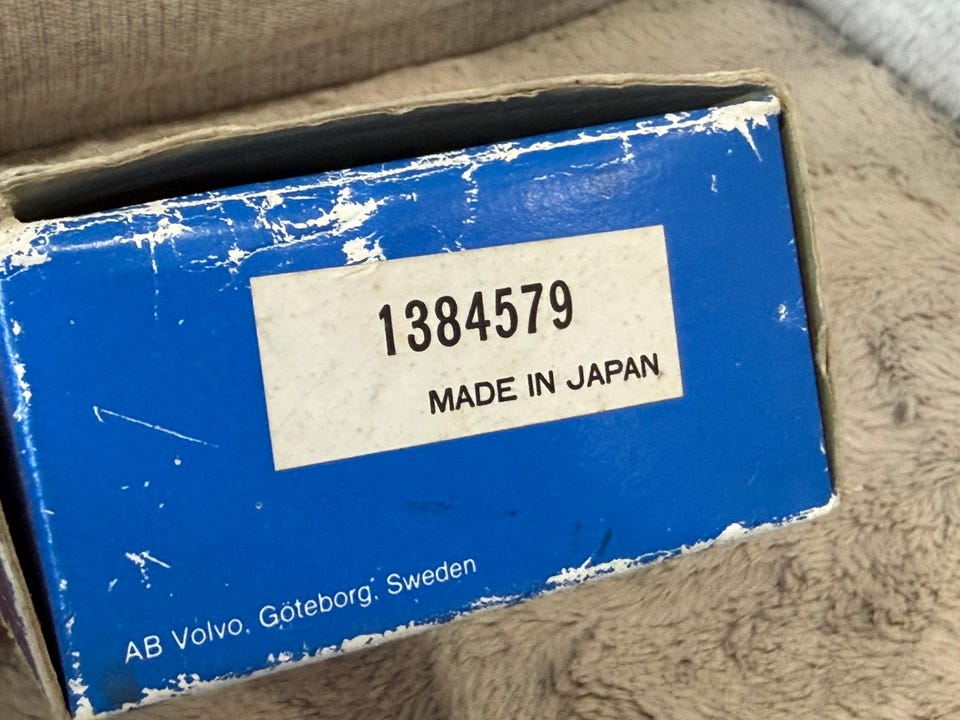 1384579
MADE IN JAPAN
AB Volvo, Göteborg, Sweden